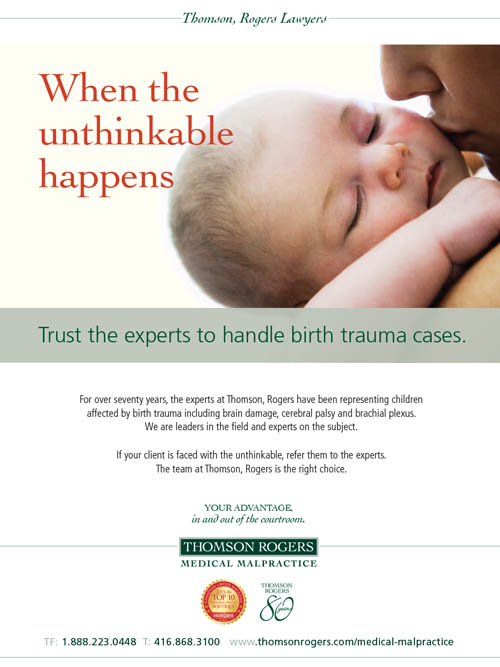 Thomson, Rogers Lawyers
When the
unthinkable
happens
Trust the experts to handle birth trauma cases.
For over seventy years, the experts at Thomson, Rogers have been representing children
affected by birth trauma including brain damage, cerebral palsy and brachial plexus.
We are leaders in the field and experts on the subject.
If your client is faced with the unthinkable, refer them to the experts.
The team at Thomson, Rogers is the right choice.
YOUR ADVANTAGE,
in and out of the courtroom.
THOMSON ROGERS
MEDICAL MALPRACTICE
2015-16
TOP 10
BOUTIQUE
THOMSON
ROGERS
80 years
TF: 1.888.223.0448 T: 416.868.3100 www.thomsonrogers.com/medical-malpractice